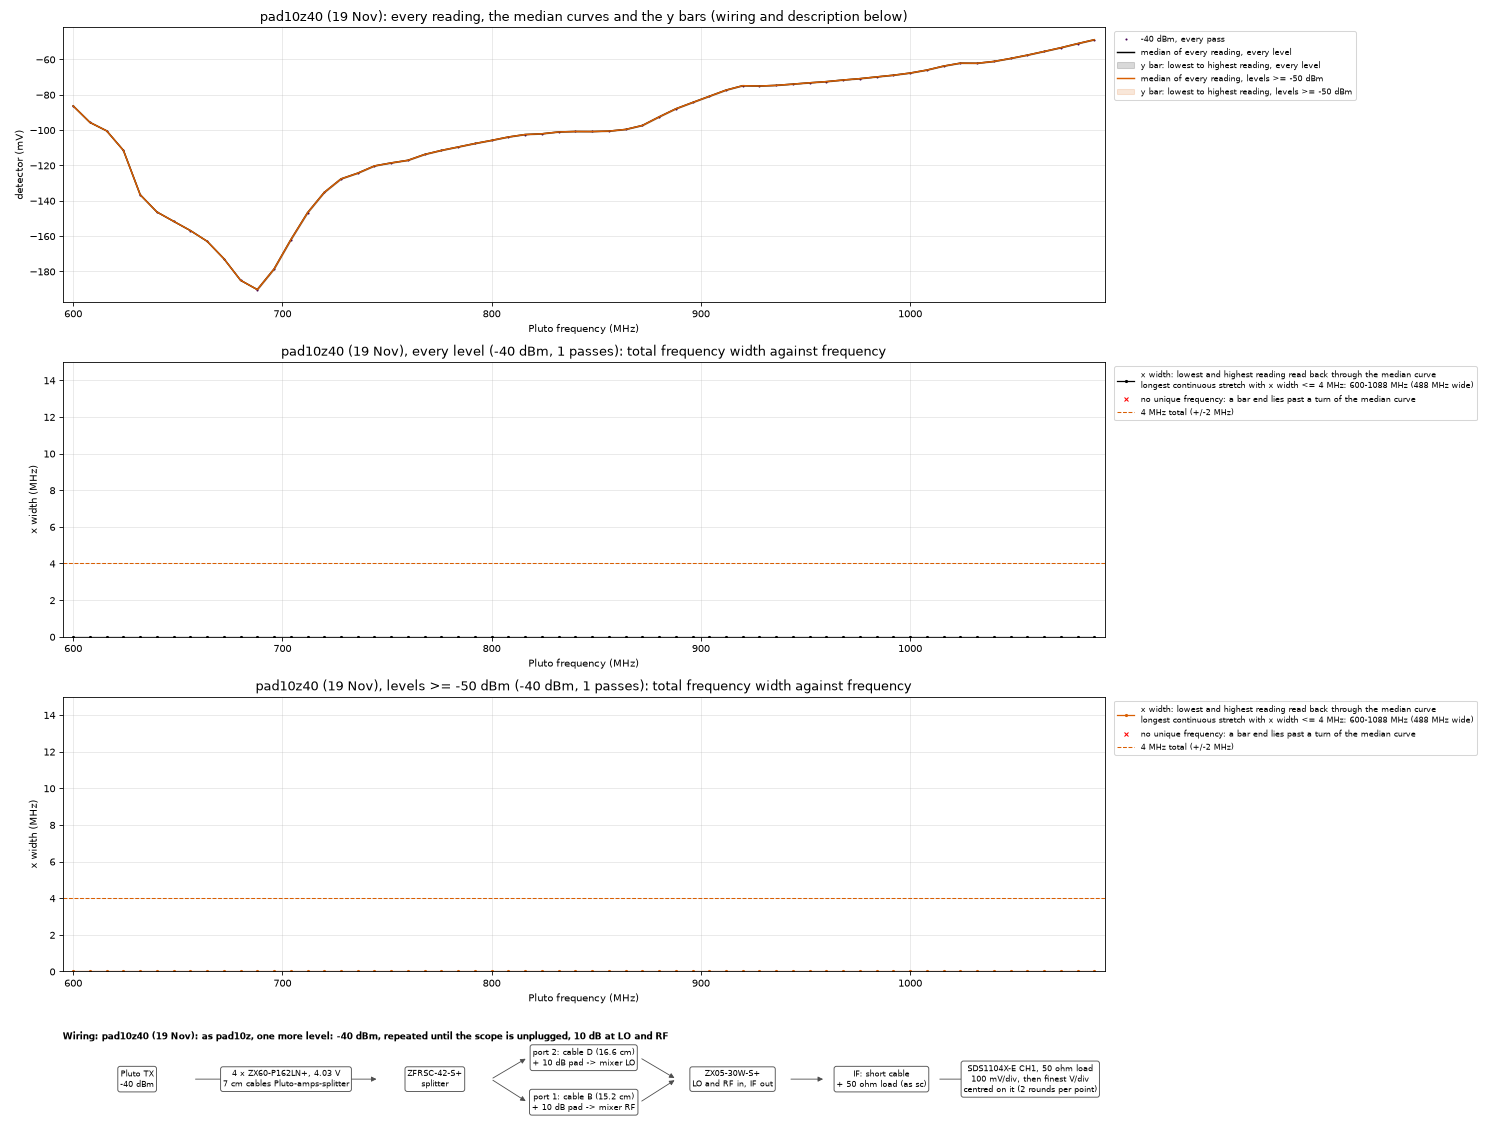 pad10z40 (19 Nov): every reading, the median curves and the y bars (wiring and description below)
detector (mV)
−60
−80
−100
−120
−140
−160
−180
600
700
800
900
1000
Pluto frequency (MHz)
-40 dBm, every pass
median of every reading, every level
y bar: lowest to highest reading, every level
median of every reading, levels >= -50 dBm
y bar: lowest to highest reading, levels >= -50 dBm
pad10z40 (19 Nov), every level (-40 dBm, 1 passes): total frequency width against frequency
x width (MHz)
14
12
10
8
6
4
2
0
600
700
800
900
1000
Pluto frequency (MHz)
x width: lowest and highest reading read back through the median curve
longest continuous stretch with x width <= 4 MHz: 600-1088 MHz (488 MHz wide)
no unique frequency: a bar end lies past a turn of the median curve
4 MHz total (+/-2 MHz)
pad10z40 (19 Nov), levels >= -50 dBm (-40 dBm, 1 passes): total frequency width against frequency
x width (MHz)
14
12
10
8
6
4
2
0
600
700
800
900
1000
Pluto frequency (MHz)
x width: lowest and highest reading read back through the median curve
longest continuous stretch with x width <= 4 MHz: 600-1088 MHz (488 MHz wide)
no unique frequency: a bar end lies past a turn of the median curve
4 MHz total (+/-2 MHz)
Wiring: pad10z40 (19 Nov): as pad10z, one more level: -40 dBm, repeated until the scope is unplugged, 10 dB at LO and RF
Pluto TX
-40 dBm
4 x ZX60-P162LN+, 4.03 V
7 cm cables Pluto-amps-splitter
ZFRSC-42-S+
splitter
port 2: cable D (16.6 cm)
+ 10 dB pad -> mixer LO
port 1: cable B (15.2 cm)
+ 10 dB pad -> mixer RF
ZX05-30W-S+
LO and RF in, IF out
IF: short cable
+ 50 ohm load (as sc)
SDS1104X-E CH1, 50 ohm load
100 mV/div, then finest V/div
centred on it (2 rounds per point)